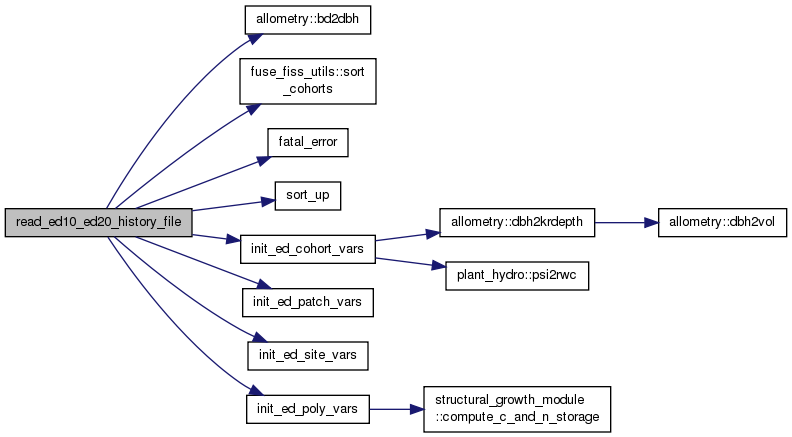 allometry::bd2dbh
fuse_fiss_utils::sort
_cohorts
fatal_error
sort_up
read_ed10_ed20_history_file
init_ed_cohort_vars
allometry::dbh2krdepth
allometry::dbh2vol
plant_hydro::psi2rwc
init_ed_patch_vars
init_ed_site_vars
init_ed_poly_vars
structural_growth_module
::compute_c_and_n_storage